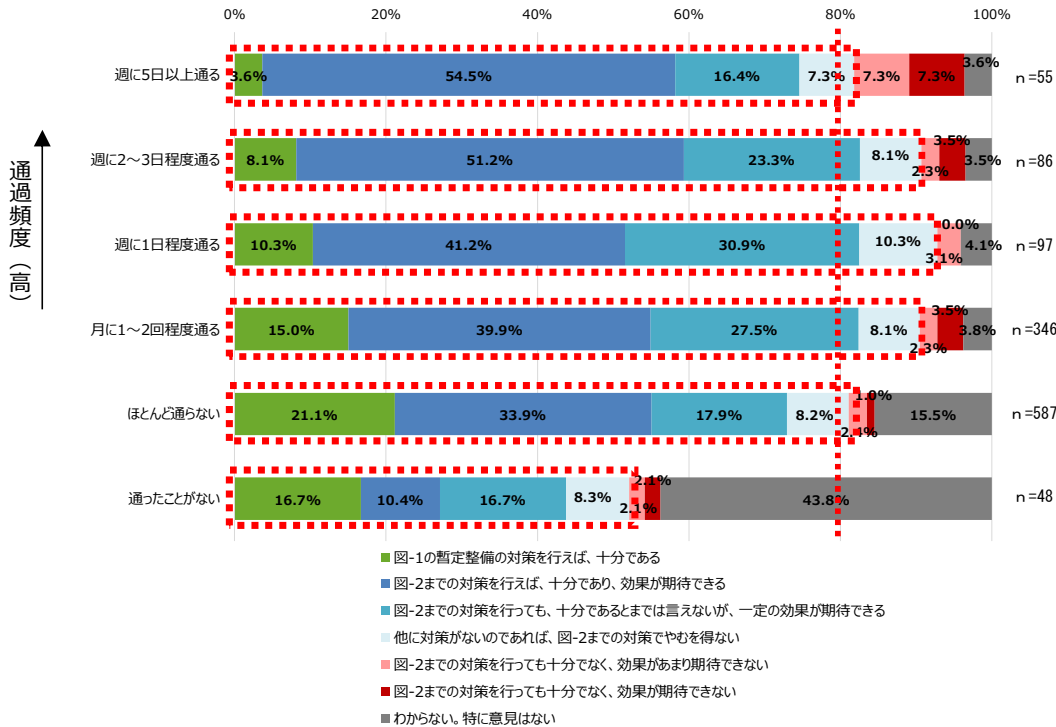 0% 20% 40% 60% 80% 100%
週に5日以上通る 3.6% 54.5% 16.4% 7.3% 7.3% 7.3% 3.6% n=55
週に2～3日程度通る 8.1% 51.2% 23.3% 8.1% 2.3% 3.5% 3.5% n=86
週に1日程度通る 10.3% 41.2% 30.9% 10.3% 3.1% 0.0% 4.1% n=97
月に1～2回程度通る 15.0% 39.9% 27.5% 8.1% 2.3% 3.5% 3.8% n=346
ほとんど通らない 21.1% 33.9% 17.9% 8.2% 2.4% 1.0% 15.5% n=587
通ったことがない 16.7% 10.4% 16.7% 8.3% 2.1% 2.1% 43.8% n=48
通過頻度（高）
図-1の暫定整備の対策を行えば、十分である
図-2までの対策を行えば、十分であり、効果が期待できる
図-2までの対策を行っても、十分であるとまでは言えないが、一定の効果が期待できる
他に対策がないのであれば、図-2までの対策でやむを得ない
図-2までの対策を行っても十分でなく、効果があまり期待できない
図-2までの対策を行っても十分でなく、効果が期待できない
わからない。特に意見はない